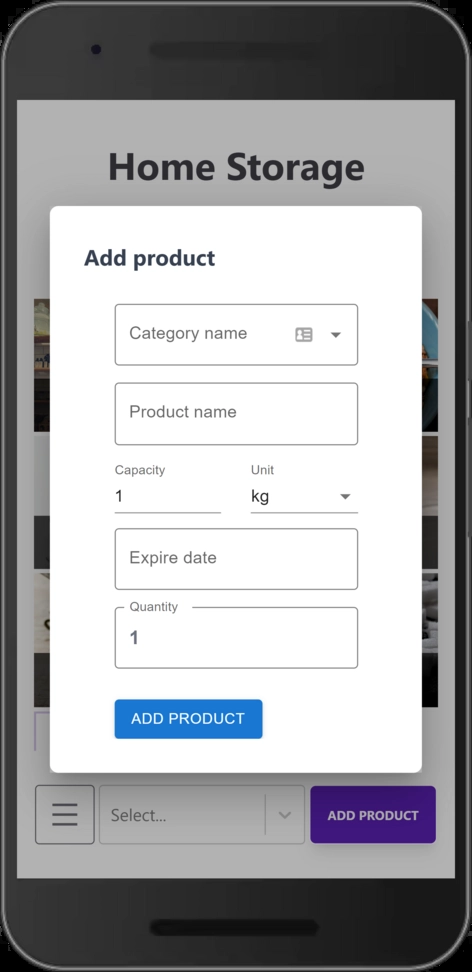 Home Storage
Add product
Category name
Product name
Capacity Unit
1 kg
Expire date
Quantity
1
ADD PRODUCT
Select... ADD PRODUCT